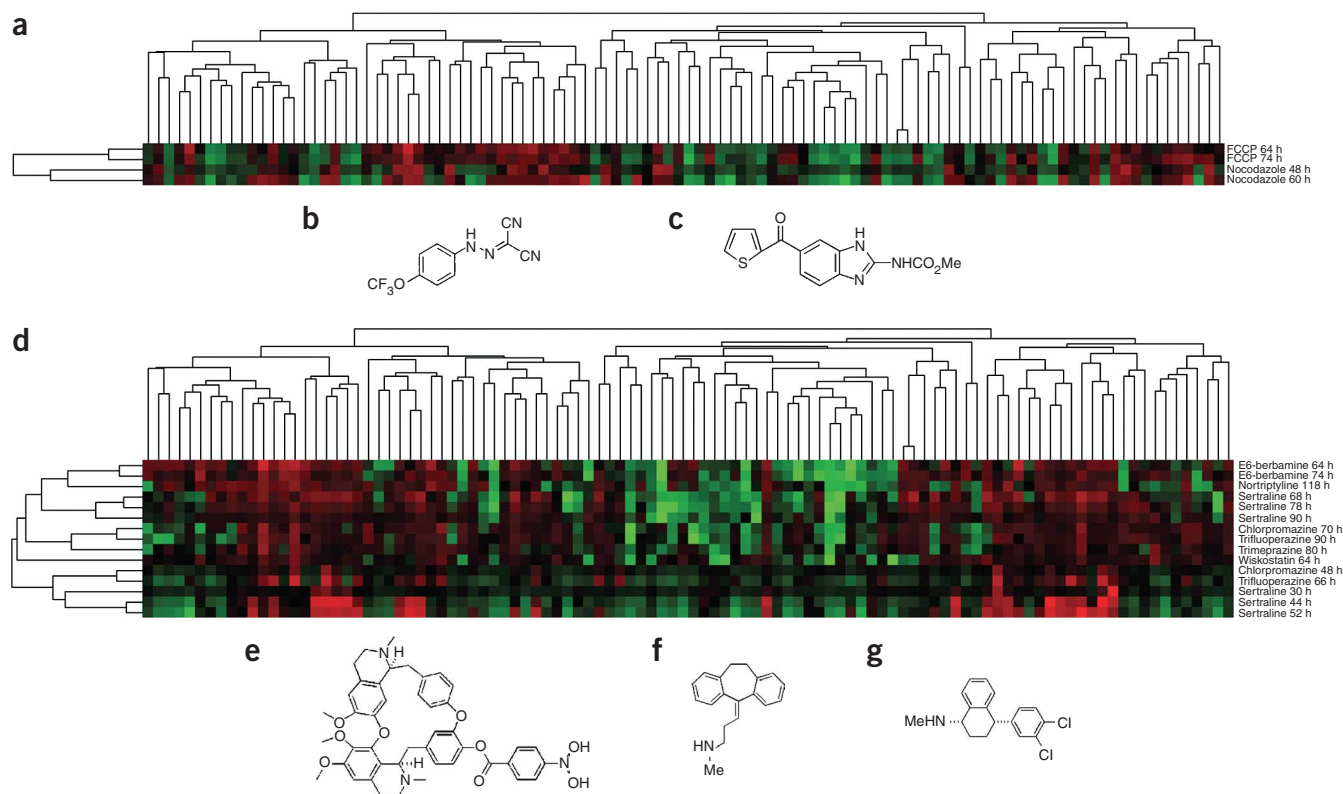 a
FCCP 64 h
FCCP 74 h
Nocodazole 48 h
Nocodazole 60 h
b
H
N
N
CN
CN
O
CF3
c
O
S
H
N
N
NHCO2Me
d
E6-berbamine 64 h
E6-berbamine 74 h
Nortriptyline 118 h
Sertraline 68 h
Sertraline 78 h
Sertraline 90 h
Chlorpromazine 70 h
Trifluoperazine 90 h
Trimeprazine 80 h
Wiskostatin 64 h
Chlorpromazine 48 h
Trifluoperazine 66 h
Sertraline 30 h
Sertraline 44 h
Sertraline 52 h
e
N
H
O
O
O
O
O
O
O
H
N
N
OH
OH
f
HN
Me
g
MeHN
Cl
Cl